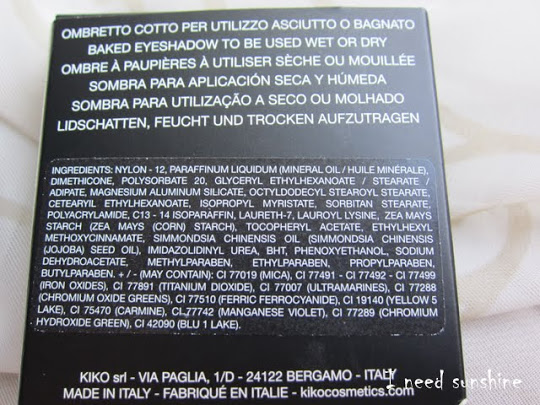 OMBRETTO COTTO PER UTILIZZO ASCIUTTO O BAGNATO
BAKED EYESHADOW TO BE USED WET OR DRY
OMBRE À PAUPIÈRES À UTILISER SÈCHE OU MOUILLÉE
SOMBRA PARA APLICACIÓN SECA Y HÚMEDA
SOMBRA PARA UTILIZAÇÃO A SECO OU MOLHADO
LIDSCHATTEN, FEUCHT UND TROCKEN AUFZUTRAGEN
INGREDIENTS: NYLON - 12, PARAFFINUM LIQUIDUM (MINERAL OIL / HUILE MINÉRALE),
DIMETHICONE, POLYSORBATE 20, GLYCERYL ETHYLHEXANOATE / STEARATE /
ADIPATE, MAGNESIUM ALUMINUM SILICATE, OCTYLDODECYL STEAROYL STEARATE,
CETEARYL ETHYLHEXANOATE, ISOPROPYL MYRISTATE, SORBITAN STEARATE,
POLYACRYLAMIDE, C13 - 14 ISOPARAFFIN, LAURETH-7, LAUROYL LYSINE, ZEA MAYS
STARCH (ZEA MAYS (CORN) STARCH), TOCOPHERYL ACETATE, ETHYLHEXYL
METHOXYCINNAMATE, SIMMONDSIA CHINENSIS OIL (SIMMONDSIA CHINENSIS
(JOJOBA) SEED OIL), IMIDAZOLIDINYL UREA, BHT, PHENOXYETHANOL, SODIUM
DEHYDROACETATE, METHYLPARABEN, ETHYLPARABEN, PROPYLPARABEN,
BUTYLPARABEN. + / - (MAY CONTAIN): CI 77019 (MICA), CI 77491 - CI 77492 - CI 77499
(IRON OXIDES), CI 77891 (TITANIUM DIOXIDE), CI 77007 (ULTRAMARINES), CI 77288
(CHROMIUM OXIDE GREENS), CI 77510 (FERRIC FERROCYANIDE), CI 19140 (YELLOW 5
LAKE), CI 75470 (CARMINE), CI 77742 (MANGANESE VIOLET), CI 77289 (CHROMIUM
HYDROXIDE GREEN), CI 42090 (BLU 1 LAKE).
KIKO srl - VIA PAGLIA, 1/D - 24122 BERGAMO - ITALY
MADE IN ITALY - FABRIQUÉ EN ITALIE - kikocosmetics.com
I need sunshine